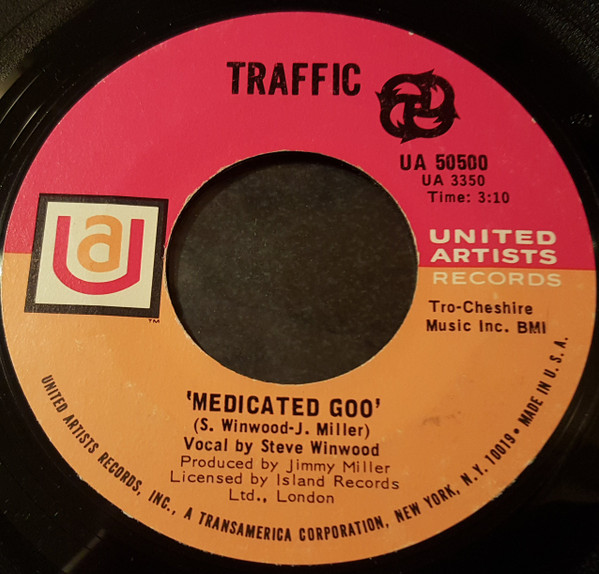 TRAFFIC
UA 50500
UA 3350
Time: 3:10
ua
TM
UNITED
ARTISTS
RECORDS
Tro-Cheshire
Music Inc. BMI
'MEDICATED GOO'
(S. Winwood-J. Miller)
Vocal by Steve Winwood
Produced by Jimmy Miller
Licensed by Island Records
Ltd., London
UNITED ARTISTS RECORDS, INC., A TRANSAMERICA CORPORATION, NEW YORK, N.Y. 10019 • MADE IN U.S.A.